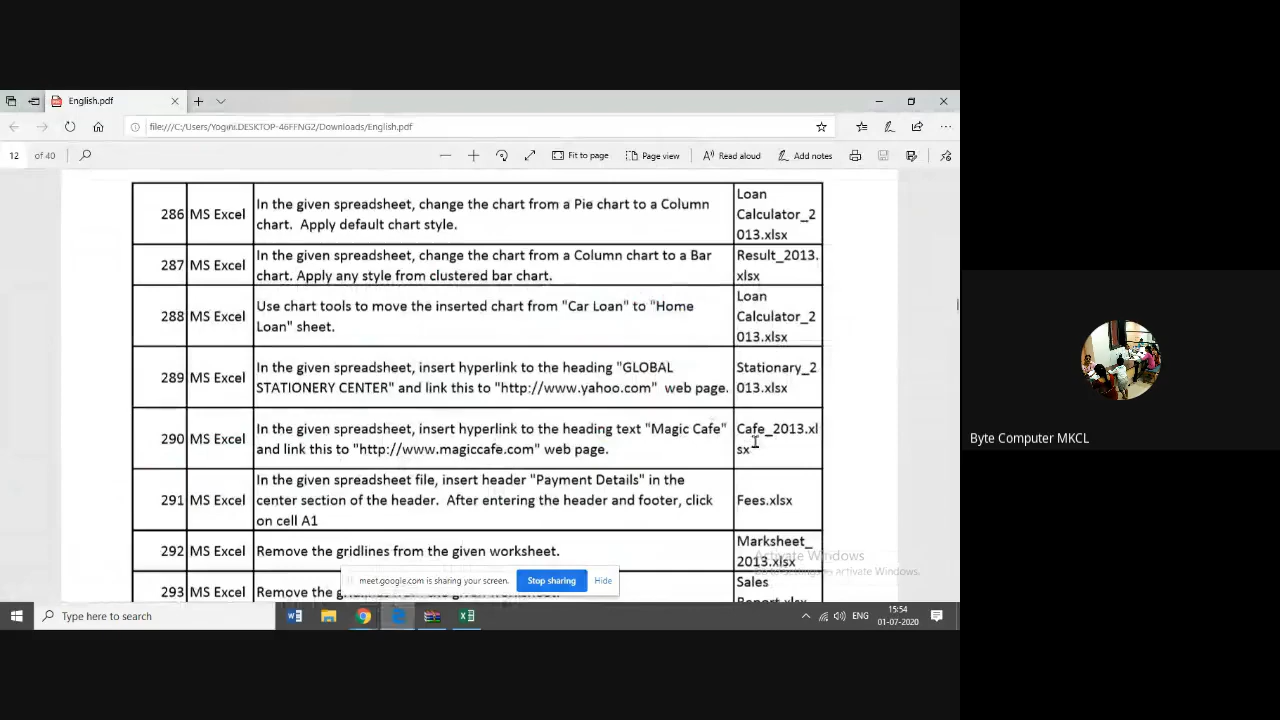 English.pdf
file:///C:/Users/Yogini.DESKTOP-46FFNG2/Downloads/English.pdf
12 of 40
Fit to page
Page view
Read aloud
Add notes
286 MS Excel In the given spreadsheet, change the chart from a Pie chart to a Column
chart. Apply default chart style.
Loan
Calculator_2
013.xlsx
287 MS Excel In the given spreadsheet, change the chart from a Column chart to a Bar
chart. Apply any style from clustered bar chart.
Result_2013.
xlsx
288 MS Excel Use chart tools to move the inserted chart from "Car Loan" to "Home
Loan" sheet.
Loan
Calculator_2
013.xlsx
289 MS Excel In the given spreadsheet, insert hyperlink to the heading "GLOBAL
STATIONERY CENTER" and link this to "http://www.yahoo.com" web page.
Stationary_2
013.xlsx
290 MS Excel In the given spreadsheet, insert hyperlink to the heading text "Magic Cafe"
and link this to "http://www.magiccafe.com" web page.
Cafe_2013.xl
sx
291 MS Excel In the given spreadsheet file, insert header "Payment Details" in the
center section of the header. After entering the header and footer, click
on cell A1
Fees.xlsx
292 MS Excel Remove the gridlines from the given worksheet.
Marksheet_
2013.xlsx
293 MS Excel Remove the
Sales
Activate Windows
meet.google.com is sharing your screen.
Stop sharing
Hide
Type here to search
ENG
15:54
01-07-2020
Byte Computer MKCL